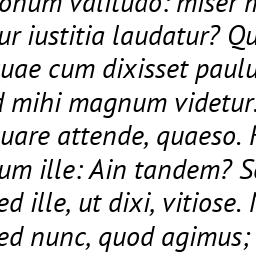 onum valitudo: miser
ur iustitia laudatur? Qu
uae cum dixisset paulu
mihi magnum videtur.
uare attende, quaeso.
um ille: Ain tandem? S
ed ille, ut dixi, vitiose.
ed nunc, quod agimus;